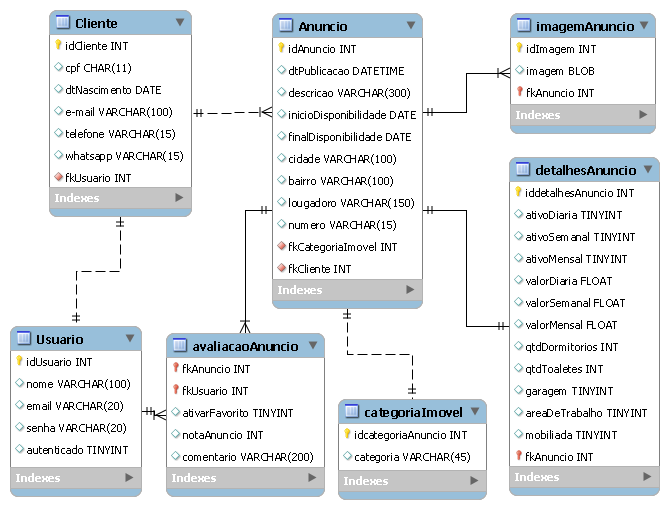 Cliente
idCliente INT
cpf CHAR(11)
dtNascimento DATE
e-mail VARCHAR(100)
telefone VARCHAR(15)
whatsapp VARCHAR(15)
fkUsuario INT
Indexes
Anuncio
idAnuncio INT
dtPublicacao DATETIME
descricao VARCHAR(300)
inicioDisponibilidade DATE
finalDisponibilidade DATE
cidade VARCHAR(100)
bairro VARCHAR(100)
lougadoro VARCHAR(150)
numero VARCHAR(15)
fkCategoriaImovel INT
fkCliente INT
Indexes
imagemAnuncio
idImagem INT
imagem BLOB
fkAnuncio INT
Indexes
detalhesAnuncio
iddetalhesAnuncio INT
ativoDiaria TINYINT
ativoSemanal TINYINT
ativoMensal TINYINT
valorDiaria FLOAT
valorSemanal FLOAT
valorMensal FLOAT
qtdDormitorios INT
qtdToaletes INT
garagem TINYINT
areaDeTrabalho TINYINT
mobiliada TINYINT
fkAnuncio INT
Indexes
Usuario
idUsuario INT
nome VARCHAR(100)
email VARCHAR(20)
senha VARCHAR(20)
autenticado TINYINT
Indexes
avaliacaoAnuncio
fkAnuncio INT
fkUsuario INT
ativarFavorito TINYINT
notaAnuncio INT
comentario VARCHAR(200)
Indexes
categoriaImovel
idcategoriaAnuncio INT
categoria VARCHAR(45)
Indexes